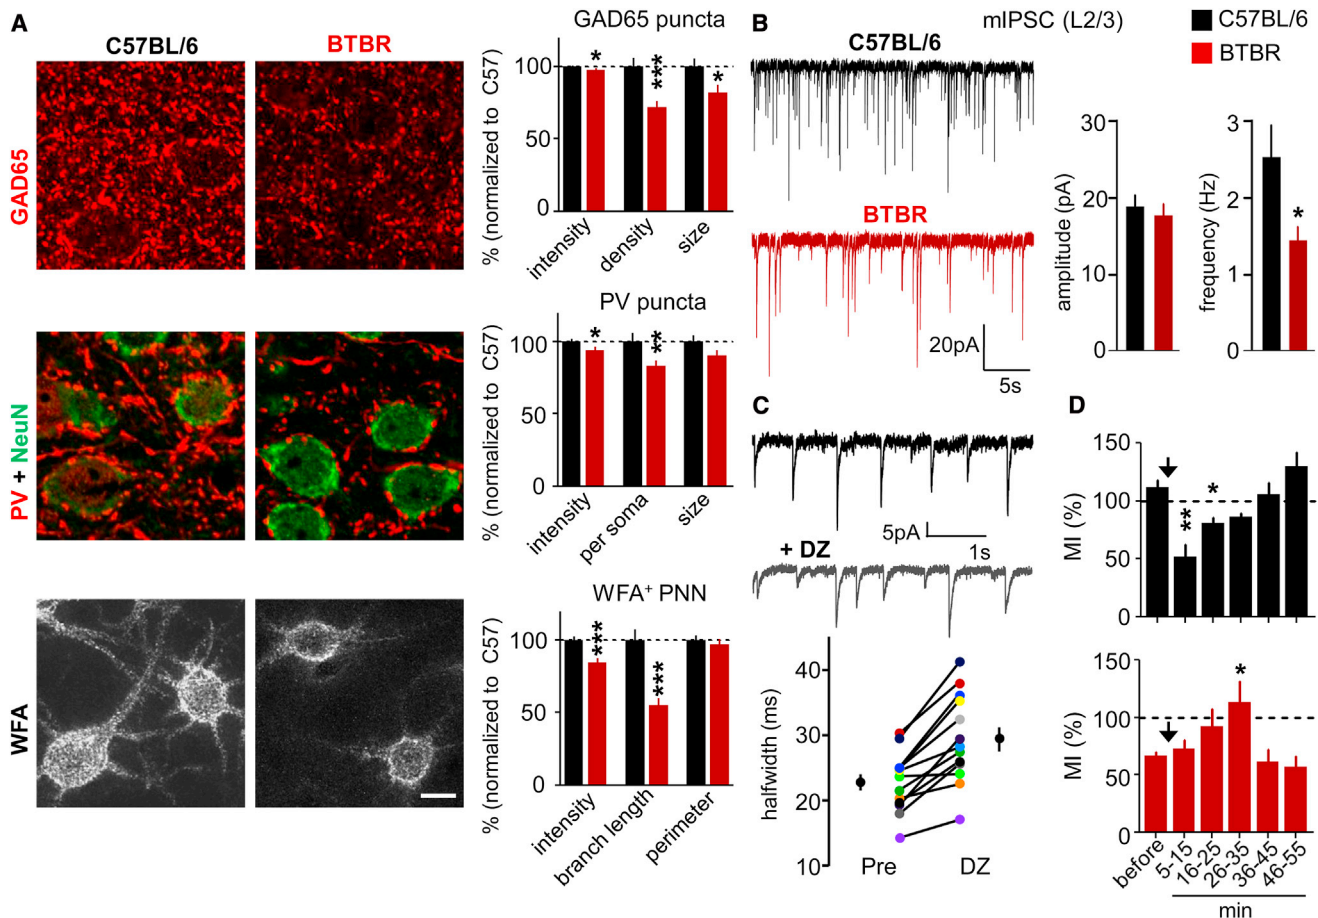 A
C57BL/6
BTBR
GAD65
PV + NeuN
WFA
GAD65 puncta
% (normalized to C57)
100
50
0
*
***
*
intensity
density
size
PV puncta
% (normalized to C57)
100
50
0
*
**
intensity
per soma
size
WFA+ PNN
% (normalized to C57)
100
50
0
***
***
intensity
branch length
perimeter
B
mIPSC (L2/3)
C57BL/6
BTBR
C57BL/6
BTBR
20pA
5s
amplitude (pA)
30
20
10
0
frequency (Hz)
3
2
1
0
*
C
5pA
1s
+ DZ
halfwidth (ms)
40
30
20
10
Pre
DZ
D
MI (%)
150
100
50
0
**
*
MI (%)
150
100
50
0
*
before
5-15
16-25
26-35
36-45
46-55
min